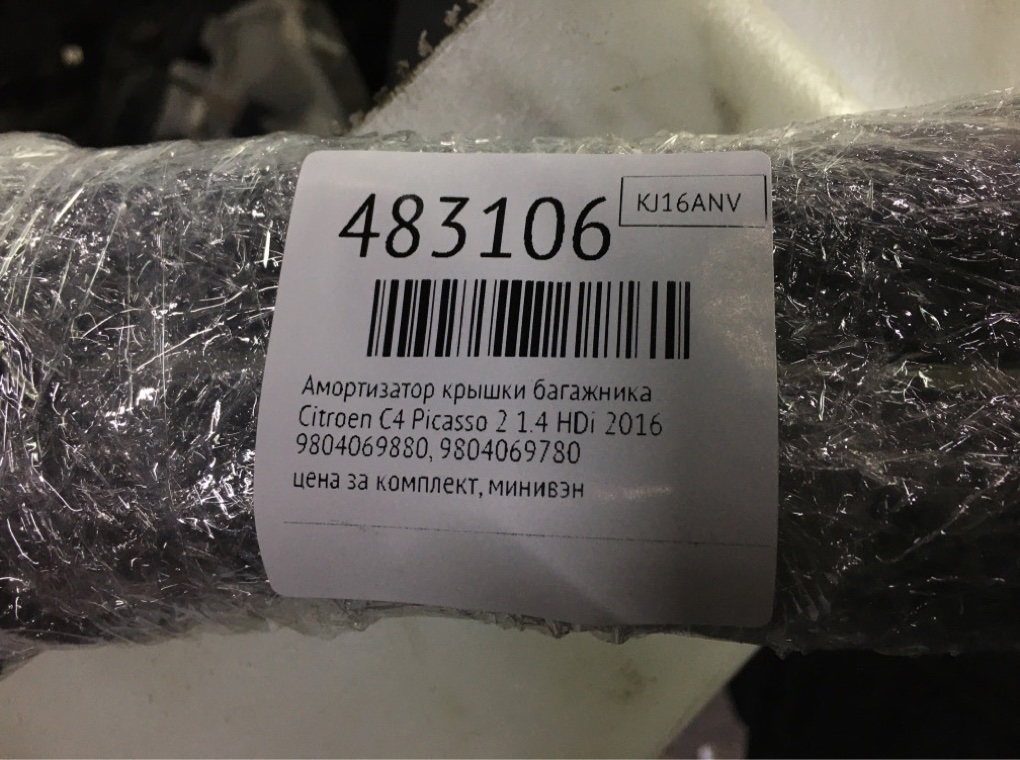 483106
KJ16ANV
Амортизатор крышки багажника
Citroen C4 Picasso 2 1.4 HDi 2016
9804069880, 9804069780
цена за комплект, минивэн